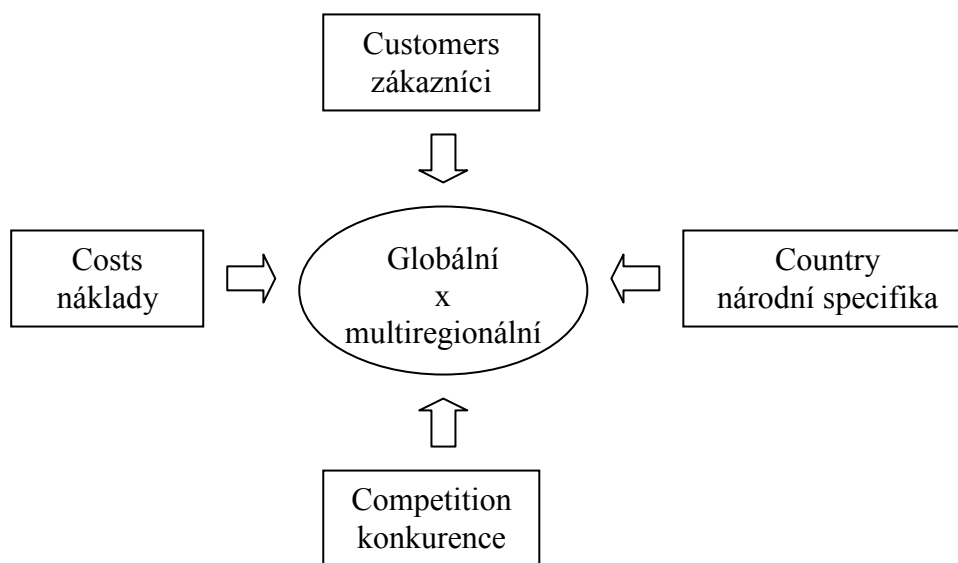 Customers
zákazníci
Costs
náklady
Globální
x
multiregionální
Country
národní specifika
Competition
konkurence